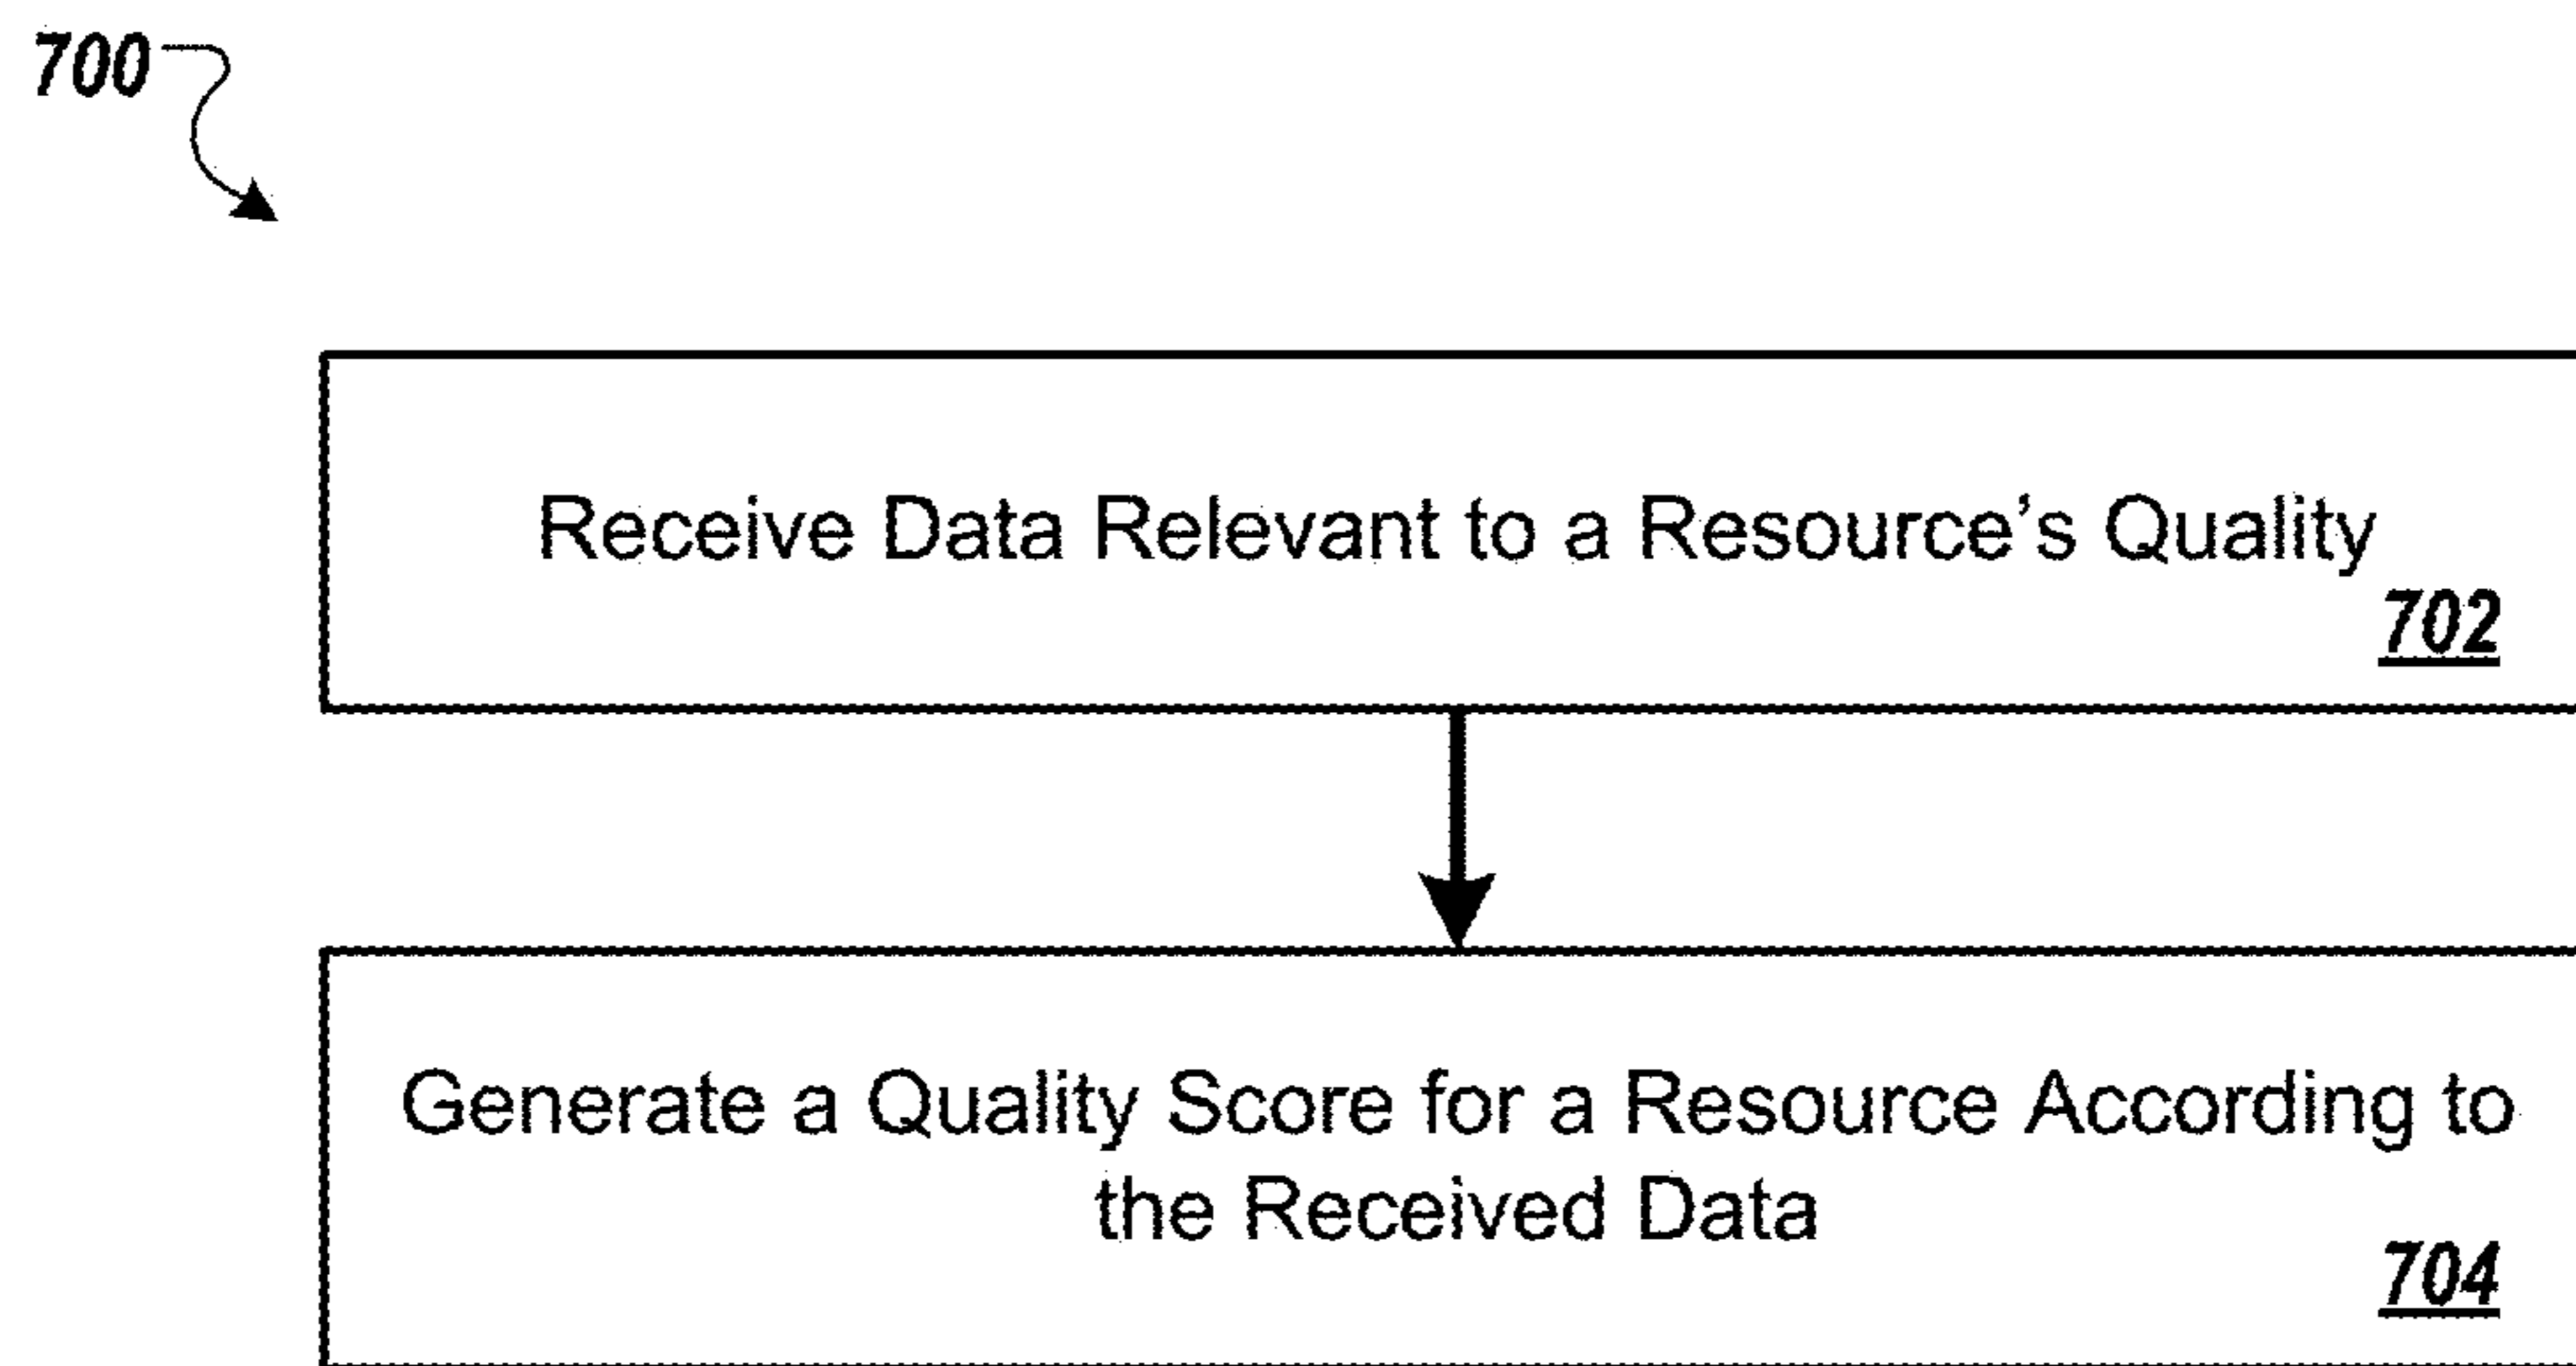 700
Receive Data Relevant to a Resource’s Quality
702
Generate a Quality Score for a Resource According to
the Received Data
704